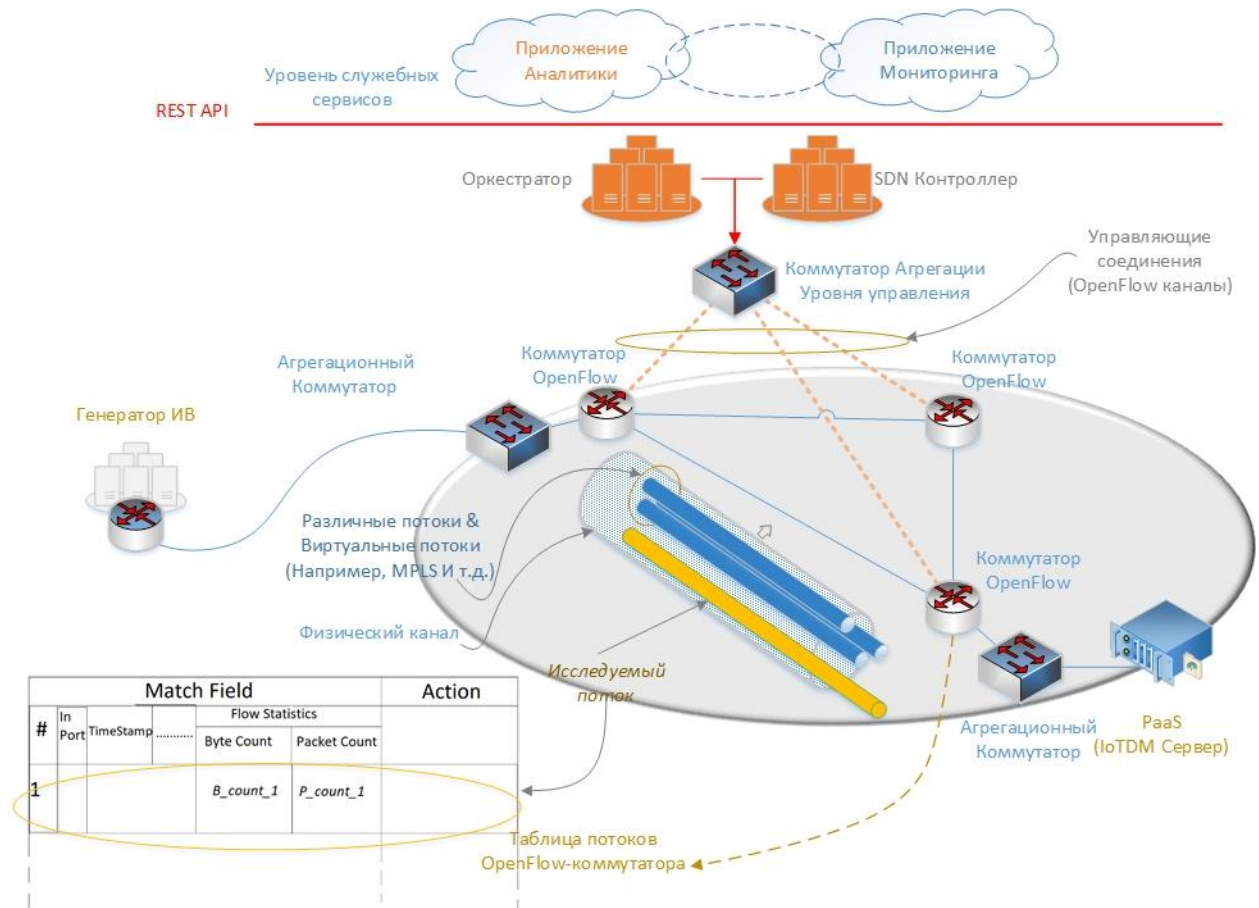 Приложение
Аналитики
Приложение
Мониторинга
Уровень служебных
сервисов
REST API
Оркестратор
SDN Контроллер
Управляющие
соединения
(OpenFlow каналы)
Коммутатор Агрегации
Уровня управления
Агрегационный
Коммутатор
Коммутатор
OpenFlow
Коммутатор
OpenFlow
Генератор ИВ
Различные потоки &
Виртуальные потоки
(Например, MPLS И т.д.)
Коммутатор
OpenFlow
Физический канал
Исследуемый
поток
Агрегационный
Коммутатор
PaaS
(IoTDM Сервер)
Match Field
Action
#
In
Port
TimeStamp
...........
Flow Statistics
Byte Count
Packet Count
1
B_count_1
P_count_1
Таблица потоков
OpenFlow-коммутатора